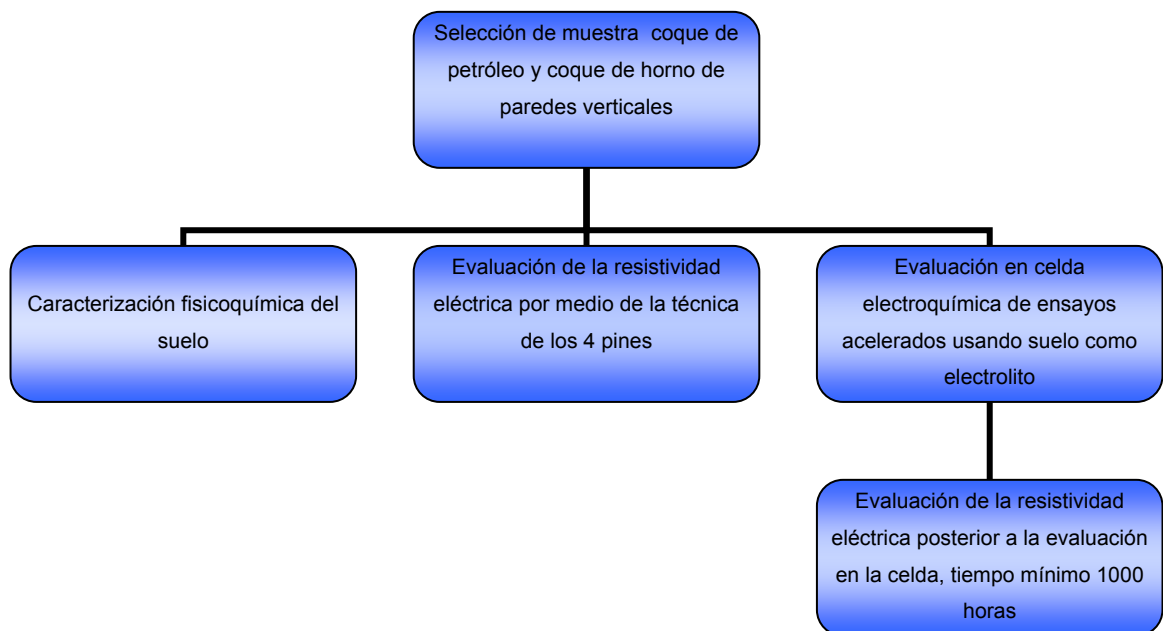 Selección de muestra coque de
petróleo y coque de horno de
paredes verticales
Caracterización fisicoquímica del
suelo
Evaluación de la resistividad
eléctrica por medio de la técnica
de los 4 pines
Evaluación en celda
electroquímica de ensayos
acelerados usando suelo como
electrolito
Evaluación de la resistividad
eléctrica posterior a la evaluación
en la celda, tiempo mínimo 1000
horas